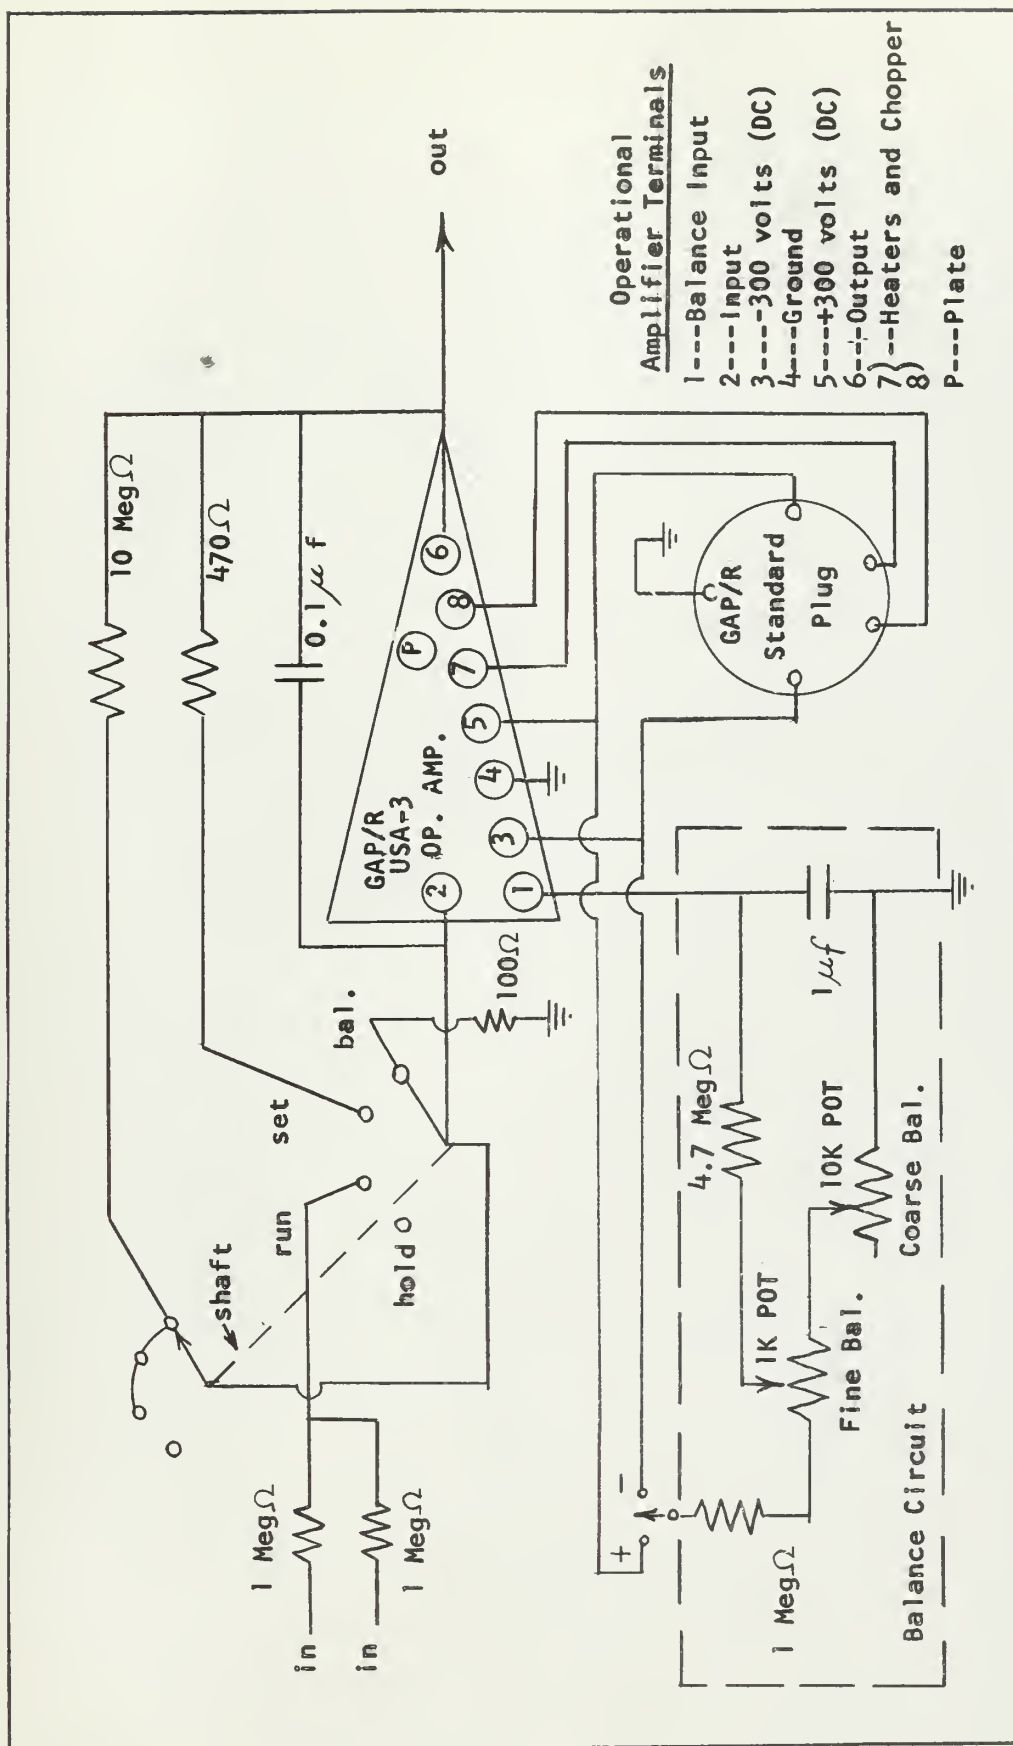 10 MegΩ
470Ω
0.1μf
out
shaft
set
run
bal.
hold
1 MegΩ
in
in
1 MegΩ
100Ω
GAP/R
USA-3
OP. AMP.
2
1
3
4
5
7
P
8
6
Operational
Amplifier Terminals
1---Balance Input
2---Input
3----300 volts (DC)
4---Ground
5---+300 volts (DC)
6---Output
7)--Heaters and Chopper
8)
P---Plate
GAP/R
Standard
Plug
+
-
1 MegΩ
4.7 MegΩ
1K POT
Fine Bal.
10K POT
Coarse Bal.
1μf
Balance Circuit